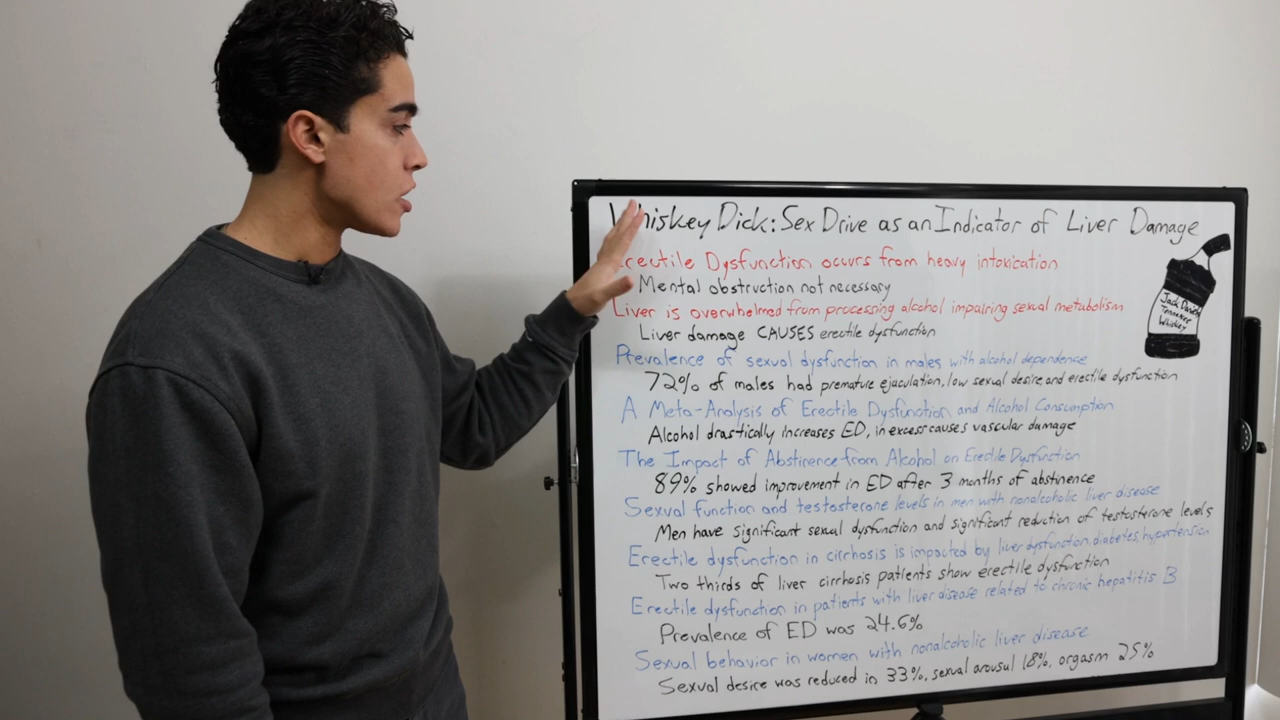 Whiskey Dick: Sex Drive as an Indicator of Liver Damage
Erectile Dysfunction occurs from heavy intoxication
Mental obstruction not necessary
Liver is overwhelmed from processing alcohol impairing sexual metabolism
Liver damage CAUSES erectile dysfunction
Prevalence of sexual dysfunction in males with alcohol dependence
72% of males had premature ejaculation, low sexual desire, and erectile dysfunction
A Meta-Analysis of Erectile Dysfunction and Alcohol Consumption
Alcohol drastically increases ED, in excess causes vascular damage
The Impact of Abstinence from Alcohol on Erectile Dysfunction
89% showed improvement in ED after 3 months of abstinence
Sexual function and testosterone levels in men with nonalcoholic liver disease
Men have significant sexual dysfunction and significant reduction of testosterone levels
Erectile dysfunction in cirrhosis is impacted by liver dysfunction, diabetes, hypertension
Two thirds of liver cirrhosis patients show erectile dysfunction
Erectile dysfunction in patients with liver disease related to chronic hepatitis B
Prevalence of ED was 24.6%
Sexual behavior in women with nonalcoholic liver disease
Sexual desire was reduced in 33%, sexual arousul 18%, orgasm 25%
Jack Daniels
Tennessee
Whiskey